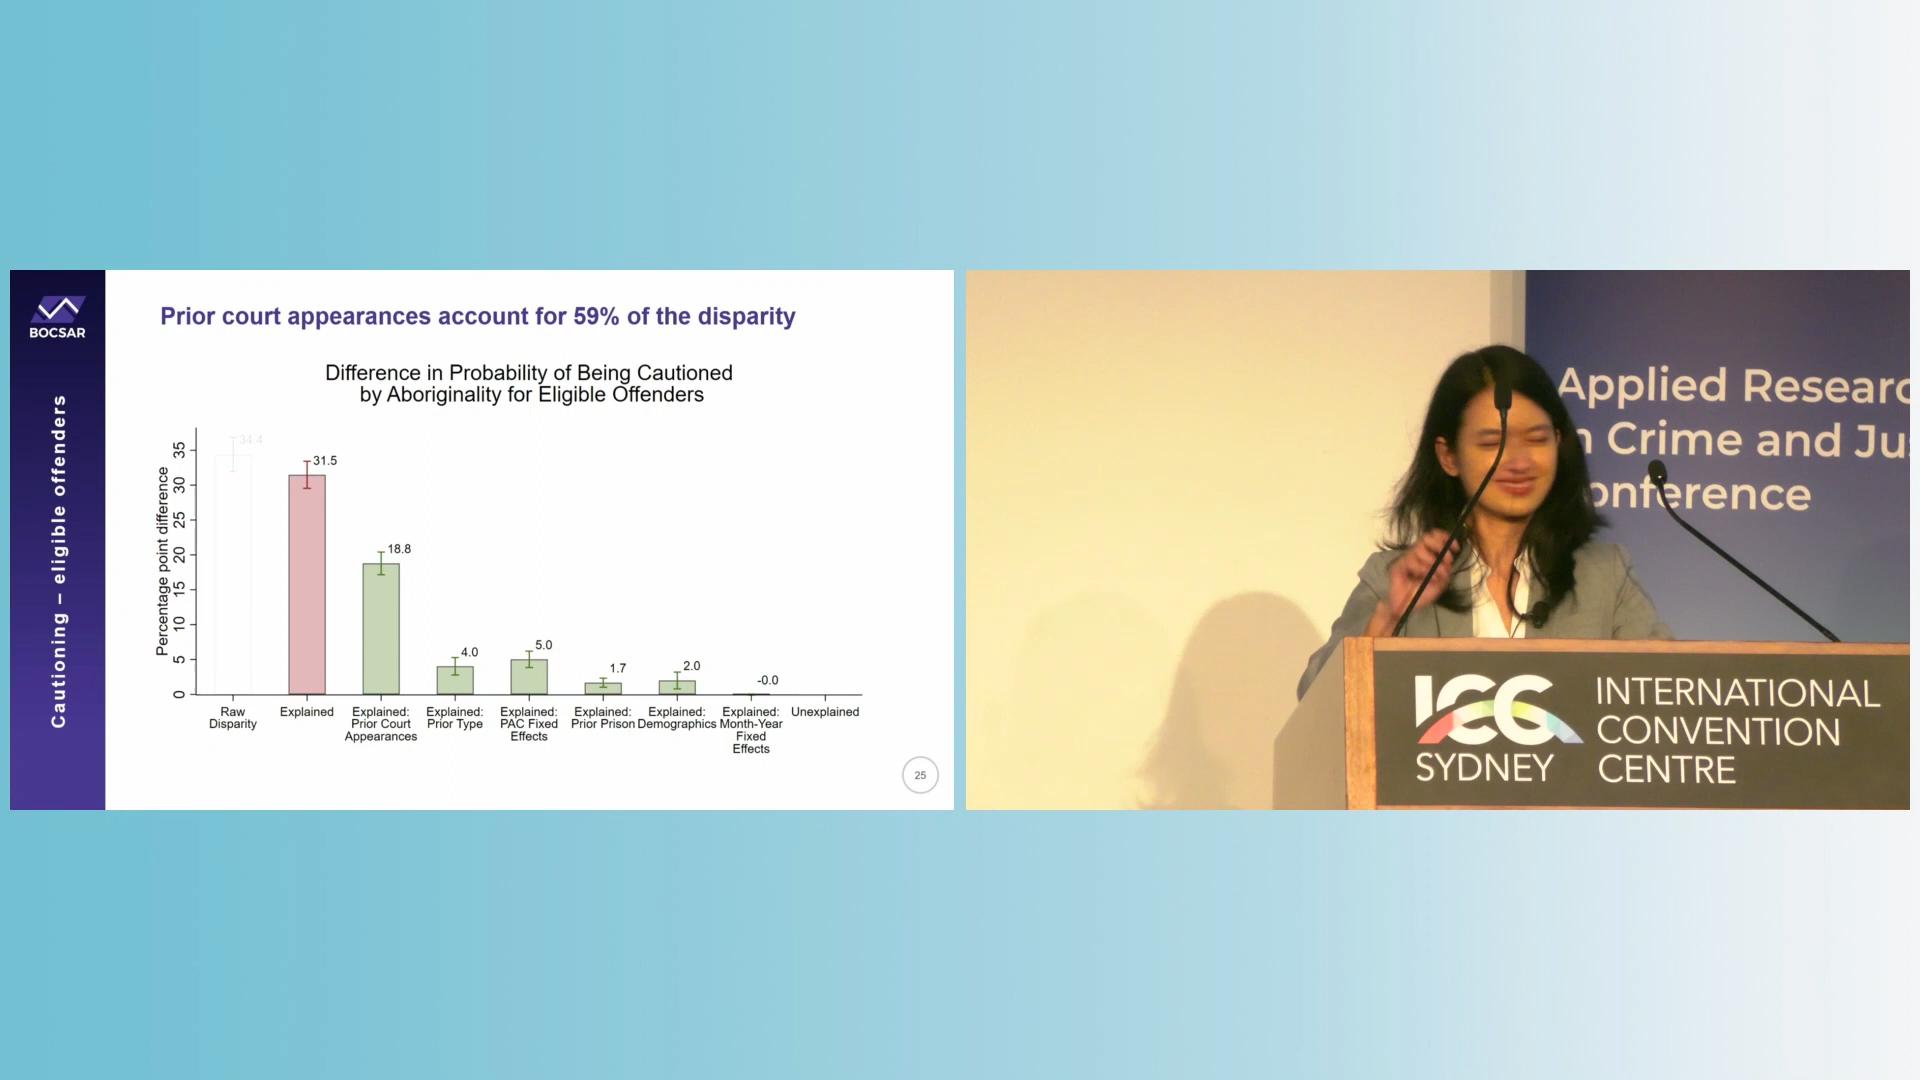 BOCSAR
Cautioning – eligible offenders
Prior court appearances account for 59% of the disparity
Difference in Probability of Being Cautioned
by Aboriginality for Eligible Offenders
Percentage point difference
35
30
25
20
15
10
5
0
34.4
31.5
18.8
4.0
5.0
1.7
2.0
-0.0
Raw
Disparity
Explained
Explained:
Prior Court
Appearances
Explained:
Prior Type
Explained:
PAC Fixed
Effects
Explained:
Prior Prison
Explained:
Demographics
Explained:
Month-Year
Fixed
Effects
Unexplained
25
Applied Researc
n Crime and Ju
onference
ICC
SYDNEY
INTERNATIONAL
CONVENTION
CENTRE